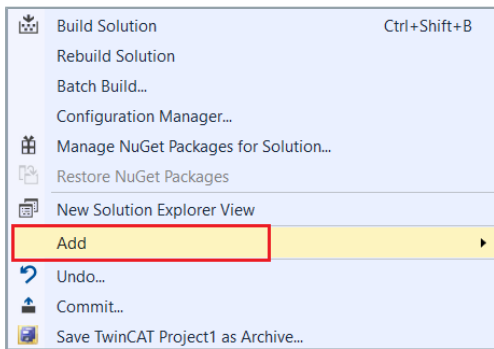 Build Solution Ctrl+Shift+B
Rebuild Solution
Batch Build...
Configuration Manager...
Manage NuGet Packages for Solution...
Restore NuGet Packages
New Solution Explorer View
Add
Undo...
Commit...
Save TwinCAT Project1 as Archive...